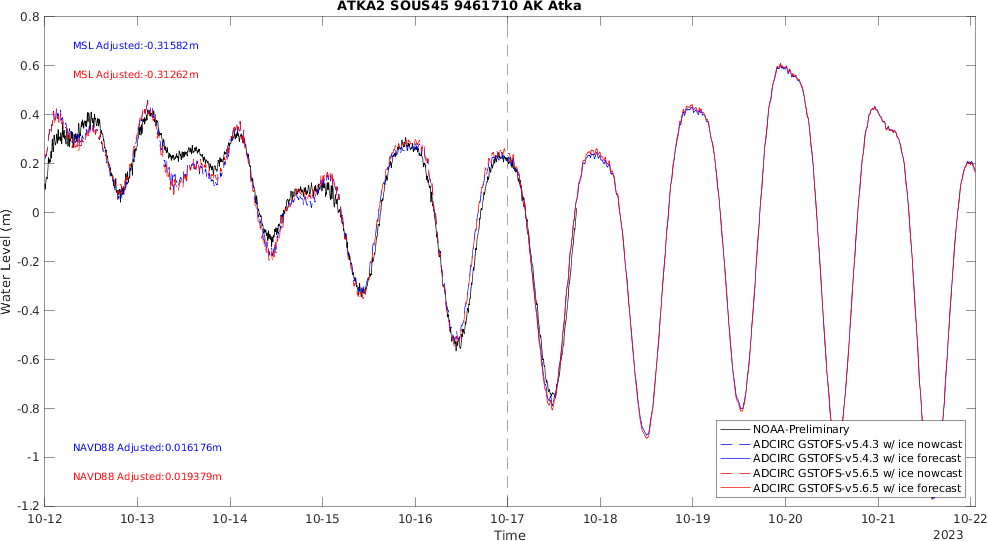 ATKA2 SOUS45 9461710 AK Atka
0.8
0.6
0.4
0.2
0
-0.2
-0.4
-0.6
-0.8
-1
-1.2
Water Level (m)
MSL Adjusted:-0.31582m
MSL Adjusted:-0.31262m
NAVD88 Adjusted:0.016176m
NAVD88 Adjusted:0.019379m
NOAA-Preliminary
ADCIRC GSTOFS-v5.4.3 w/ ice nowcast
ADCIRC GSTOFS-v5.4.3 w/ ice forecast
ADCIRC GSTOFS-v5.6.5 w/ ice nowcast
ADCIRC GSTOFS-v5.6.5 w/ ice forecast
10-12 10-13 10-14 10-15 10-16 10-17 10-18 10-19 10-20 10-21 10-22
Time
2023